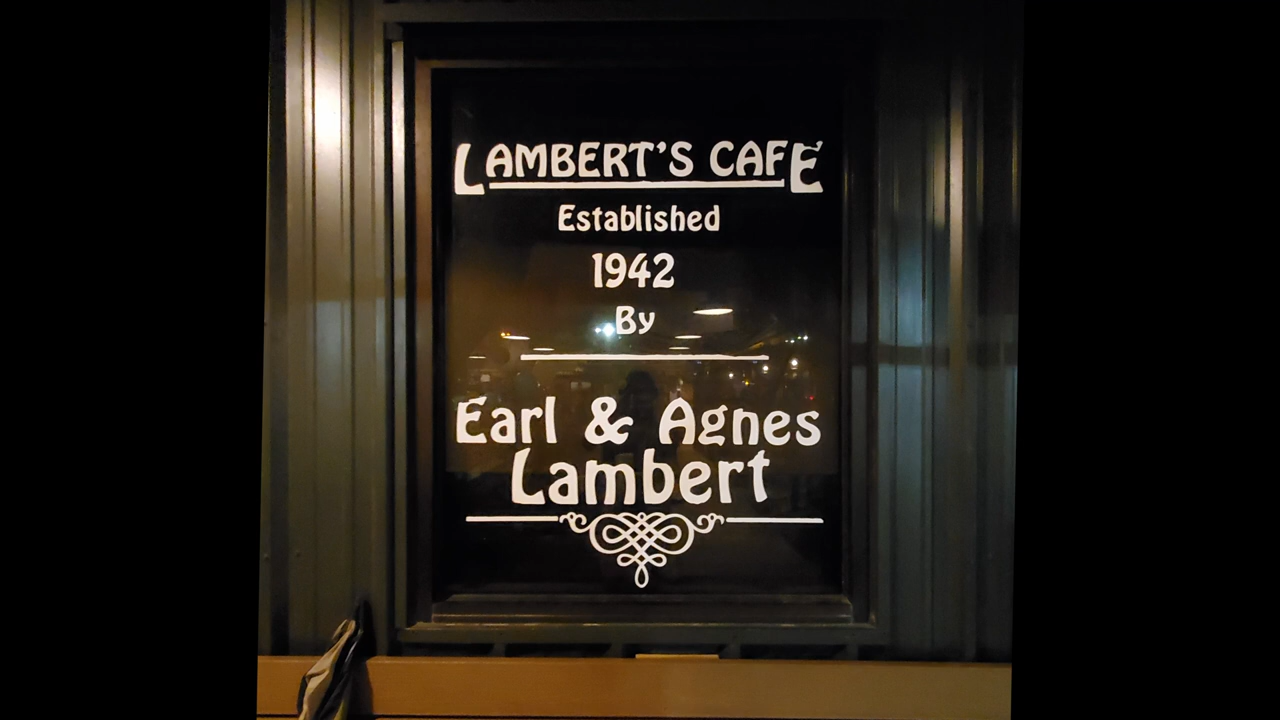 LAMBERT'S CAFE
Established
1942
By
Earl & Agnes
Lambert